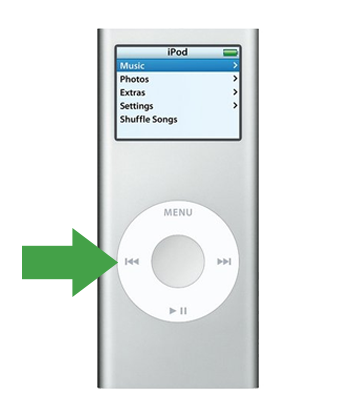 iPod
Music
Photos
Extras
Settings
Shuffle Songs
MENU